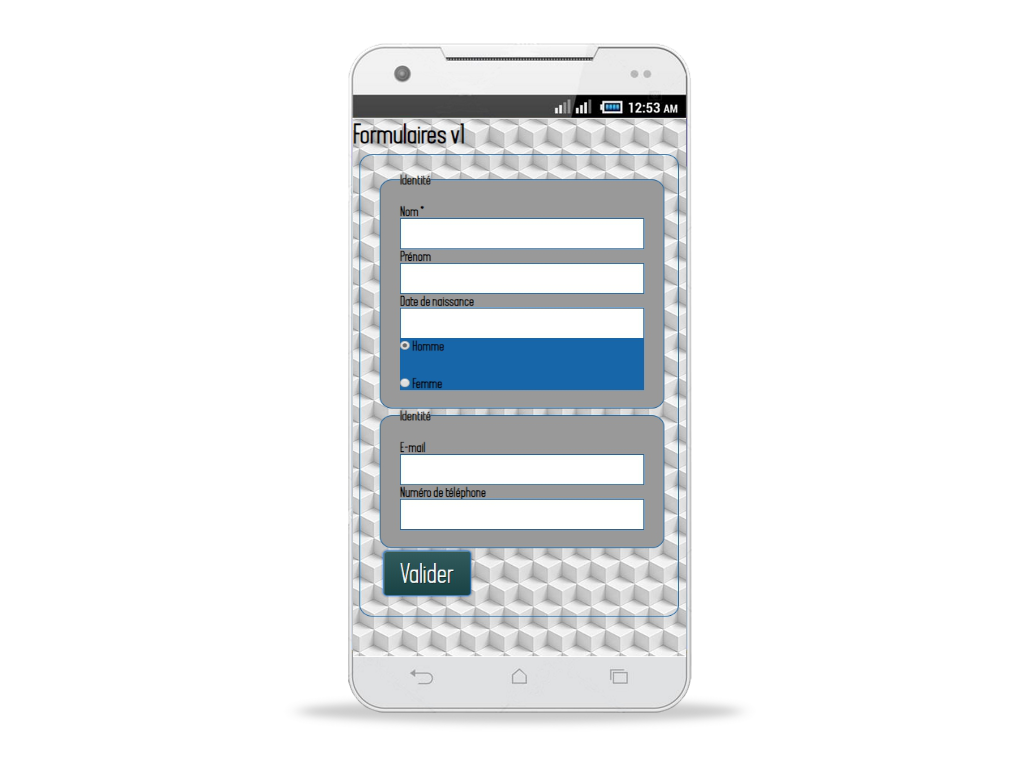 12:53 AM
Formulaires v1
Identité
Nom *
Prénom
Date de naissance
Homme
Femme
Identité
E-mail
Numéro de téléphone
Valider